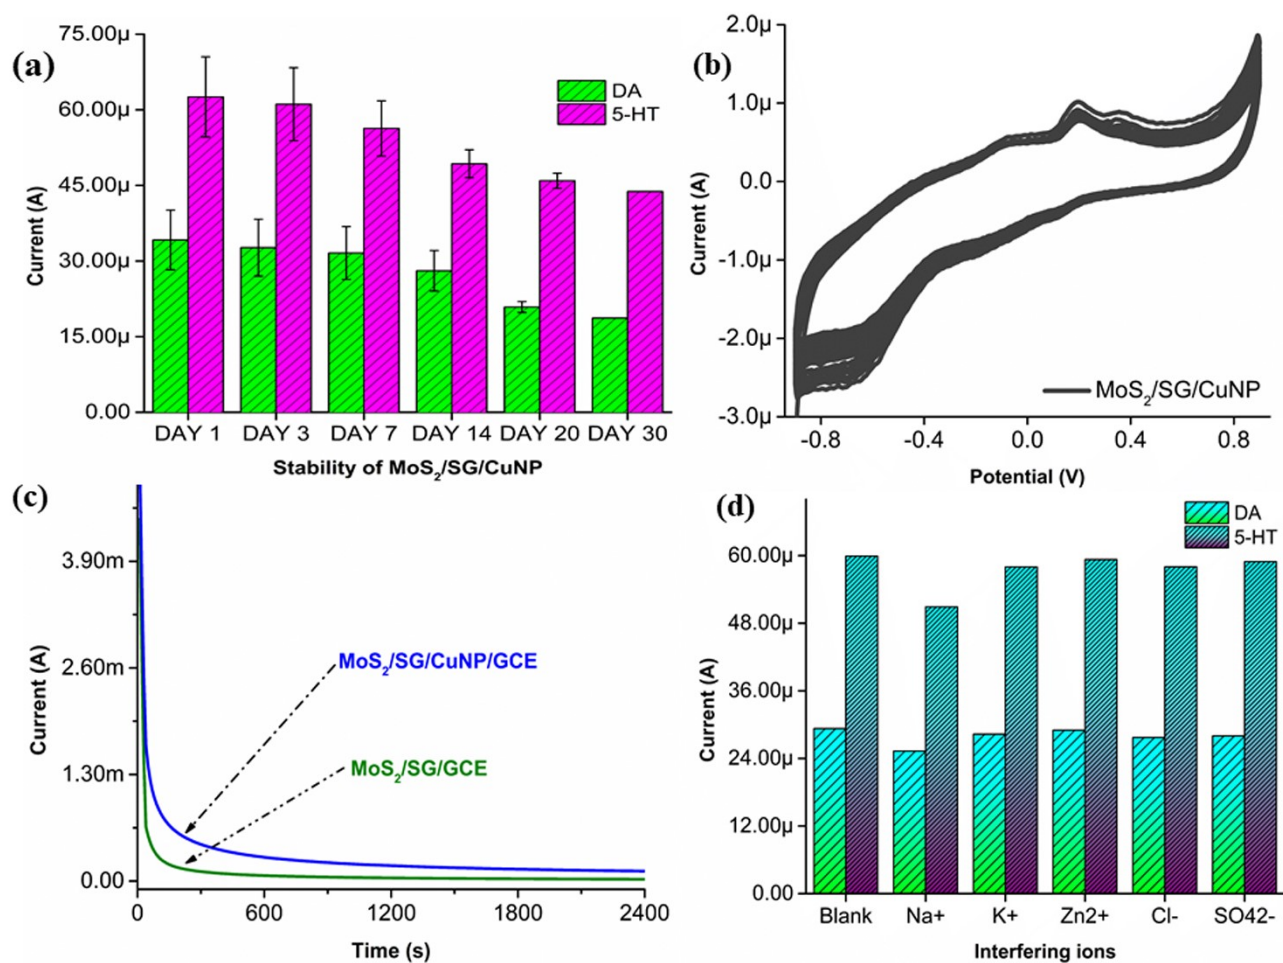 (a)
75.00µ
60.00µ
45.00µ
30.00µ
15.00µ
0.00
Current (A)
DA
5-HT
DAY 1 DAY 3 DAY 7 DAY 14 DAY 20 DAY 30
Stability of MoS₂/SG/CuNP
(b)
2.0µ
1.0µ
0.0
-1.0µ
-2.0µ
-3.0µ
Current (A)
MoS₂/SG/CuNP
-0.8 -0.4 0.0 0.4 0.8
Potential (V)
(c)
3.90m
2.60m
1.30m
0.00
Current (A)
MoS₂/SG/CuNP/GCE
MoS₂/SG/GCE
0 600 1200 1800 2400
Time (s)
(d)
60.00µ
48.00µ
36.00µ
24.00µ
12.00µ
0.00
Current (A)
DA
5-HT
Blank Na+ K+ Zn2+ Cl- SO42-
Interfering ions